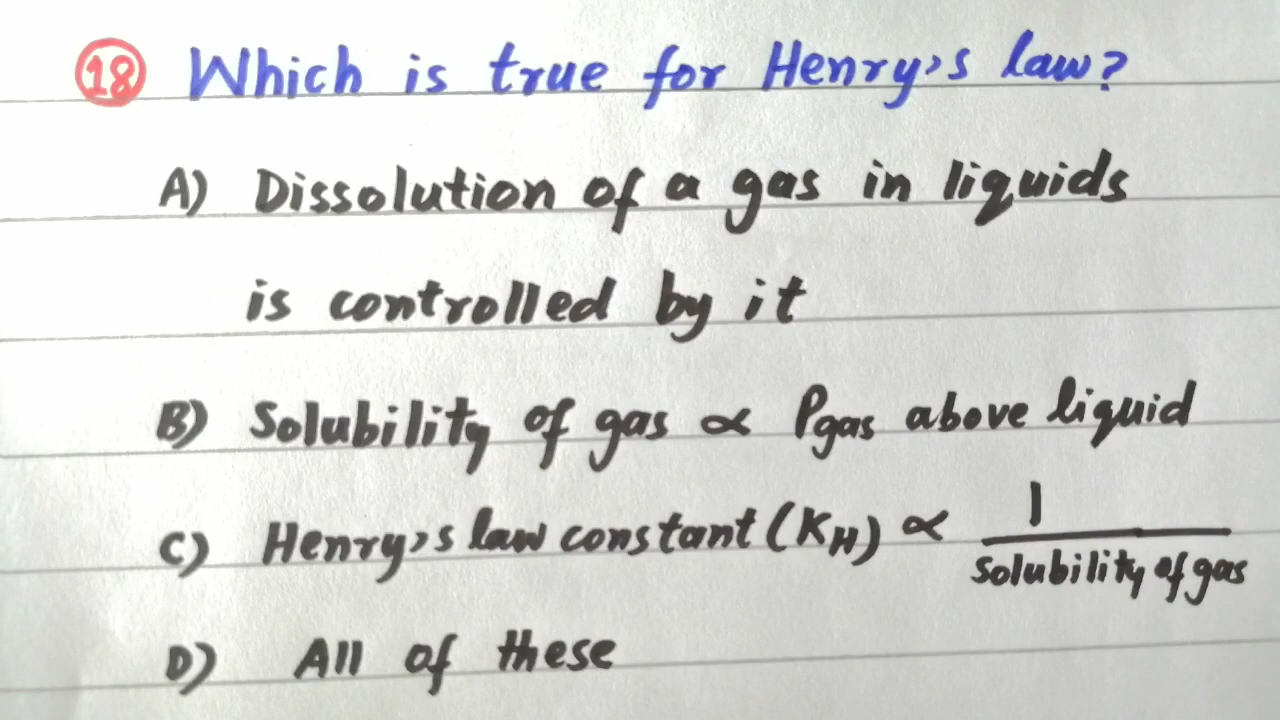 18 Which is true for Henry's law?
A) Dissolution of a gas in liquids
is controlled by it
B) Solubility of gas ∝ Pgas above liquid
C) Henry's law constant (KH) ∝ 1/Solubility of gas
D) All of these